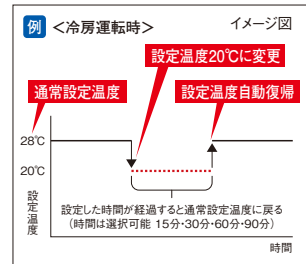 例 <冷房運転時> イメージ図
設定温度20℃に変更
通常設定温度
設定温度自動復帰
28℃
20℃
設定温度
設定した時間が経過すると通常設定温度に戻る
(時間は選択可能 15分・30分・60分・90分)
時間